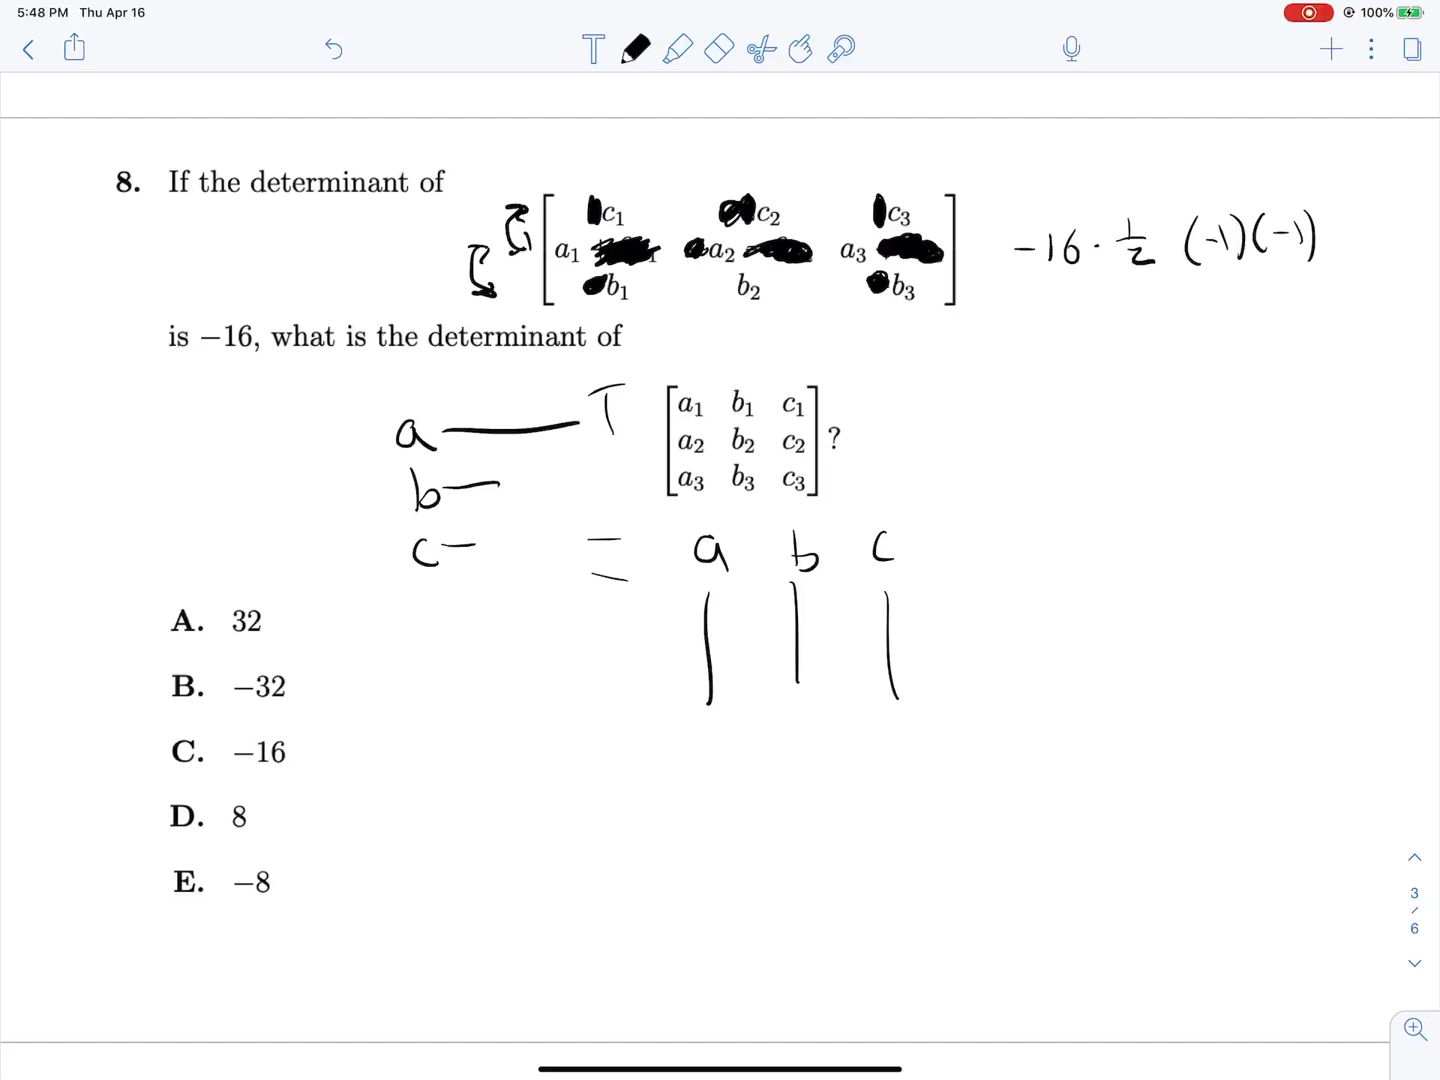 5:48 PM Thu Apr 16
100%
T
8. If the determinant of
c₁ c₂ c₃
a₁ a₂ a₃
b₁ b₂ b₃
−16 · 1/2 (−1)(−1)
is −16, what is the determinant of
a₁ b₁ c₁
a₂ b₂ c₂ ?
a₃ b₃ c₃
a T
b
c = a b c
A. 32
B. −32
C. −16
D. 8
E. −8
3
/
6